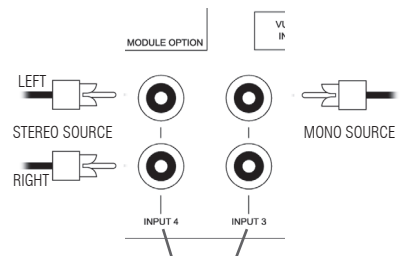 MODULE OPTION
LEFT
STEREO SOURCE
MONO SOURCE
RIGHT
INPUT 4
INPUT 3